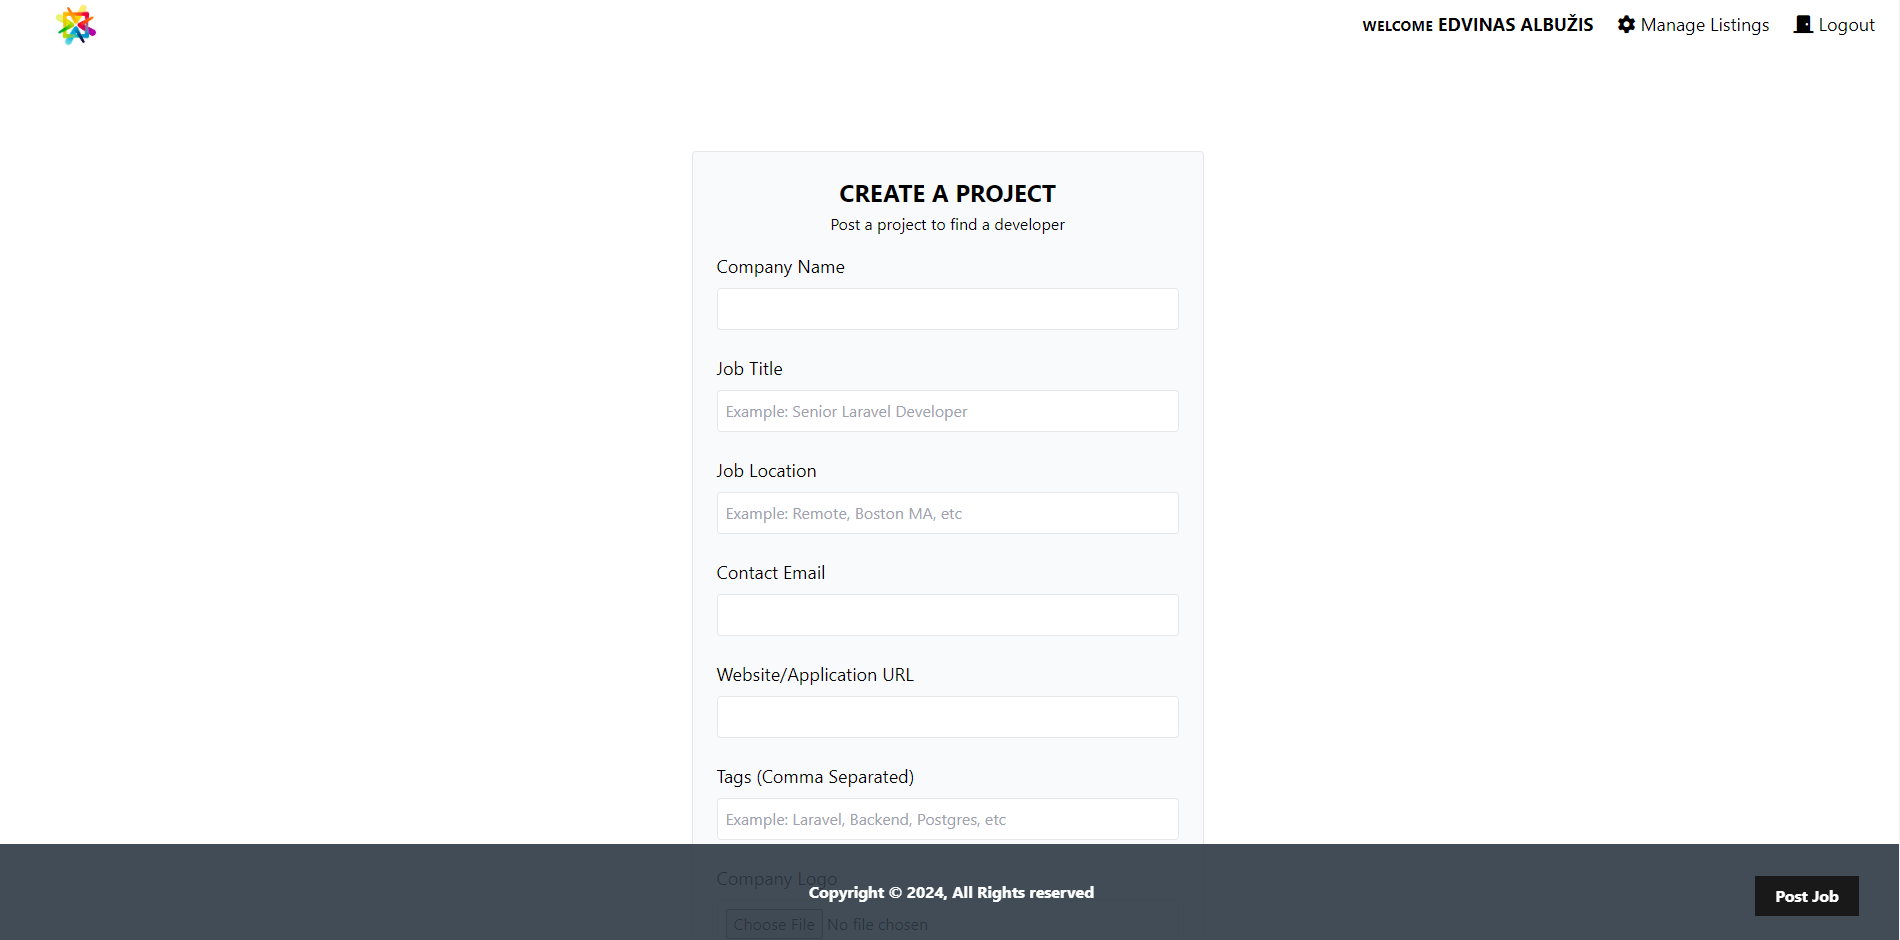 WELCOME EDVINAS ALBUŽIS Manage Listings Logout
CREATE A PROJECT
Post a project to find a developer
Company Name
Job Title
Example: Senior Laravel Developer
Job Location
Example: Remote, Boston MA, etc
Contact Email
Website/Application URL
Tags (Comma Separated)
Example: Laravel, Backend, Postgres, etc
Company Logo
Copyright © 2024, All Rights reserved
Post Job
Choose File No file chosen